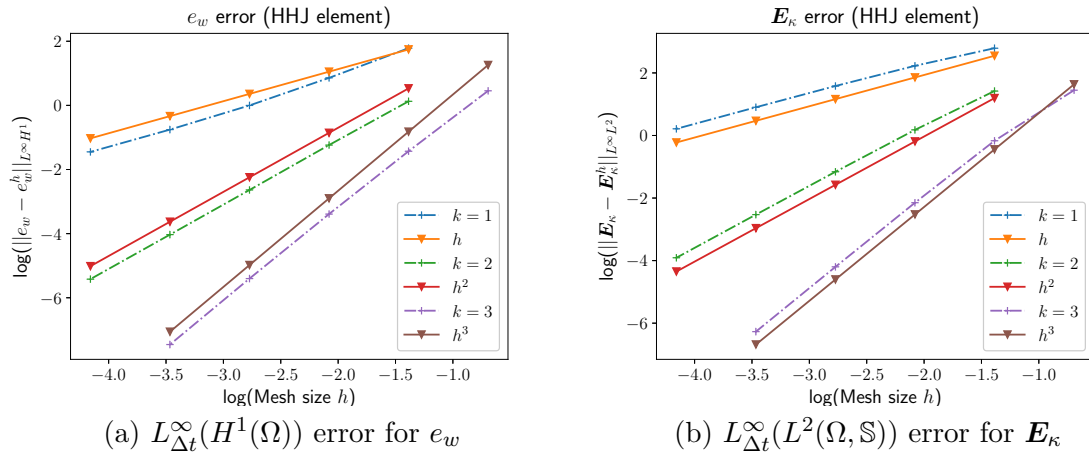 e_w error (HHJ element)
log(||e_w − e_w^h||_{L^∞H^1})
2
0
−2
−4
−6
k = 1
h
k = 2
h^2
k = 3
h^3
−4.0 −3.5 −3.0 −2.5 −2.0 −1.5 −1.0
log(Mesh size h)
(a) L^∞_{Δt}(H^1(Ω)) error for e_w
E_κ error (HHJ element)
log(||E_κ − E_κ^h||_{L^∞L^2})
2
0
−2
−4
−6
k = 1
h
k = 2
h^2
k = 3
h^3
−4.0 −3.5 −3.0 −2.5 −2.0 −1.5 −1.0
log(Mesh size h)
(b) L^∞_{Δt}(L^2(Ω, 𝕊)) error for E_κ